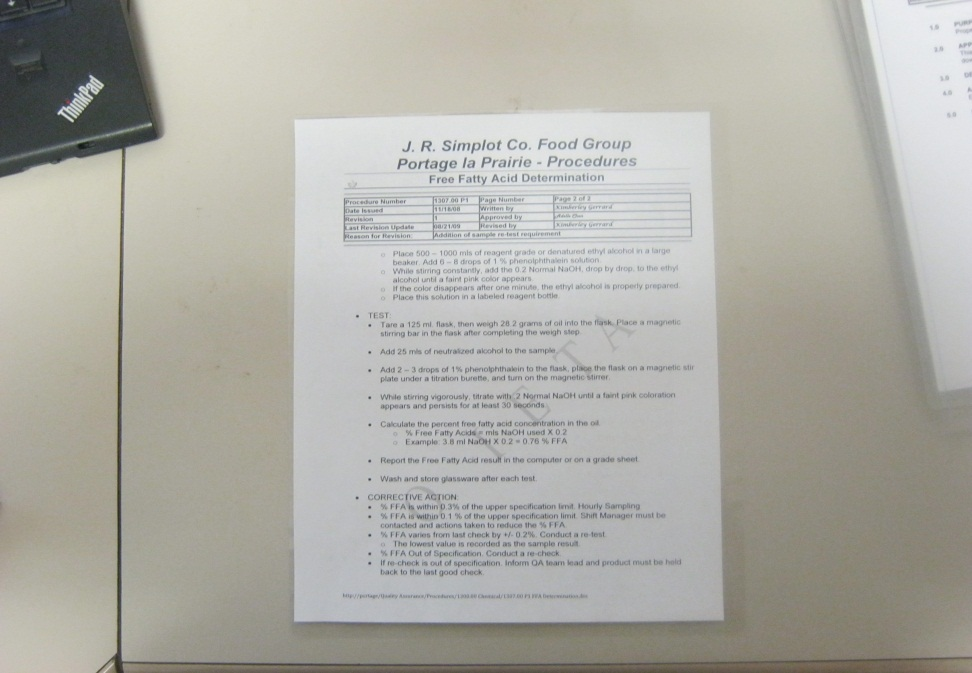 ThinkPad
J. R. Simplot Co. Food Group
Portage la Prairie - Procedures
Free Fatty Acid Determination
Procedure Number 1307.00 P1 Page Number Page 2 of 2
Date Issued 11/18/08 Written by Kimberley Gerrard
Revision 1 Approved by
Last Revision Update 08/21/09 Revised by Kimberley Gerrard
Reason for Revision: Addition of sample re-test requirement
○ Place 500 – 1000 mls of reagent grade or denatured ethyl alcohol in a large
beaker. Add 6 – 8 drops of 1 % phenolphthalein solution.
○ While stirring constantly, add the 0.2 Normal NaOH, drop by drop, to the ethyl
alcohol until a faint pink color appears.
○ If the color disappears after one minute, the ethyl alcohol is properly prepared.
○ Place this solution in a labeled reagent bottle.
• TEST:
• Tare a 125 ml. flask, then weigh 28.2 grams of oil into the flask. Place a magnetic
stirring bar in the flask after completing the weigh step.
• Add 25 mls of neutralized alcohol to the sample.
• Add 2 – 3 drops of 1% phenolphthalein to the flask, place the flask on a magnetic stir
plate under a titration burette, and turn on the magnetic stirrer.
• While stirring vigorously, titrate with .2 Normal NaOH until a faint pink coloration
appears and persists for at least 30 seconds.
• Calculate the percent free fatty acid concentration in the oil.
○ % Free Fatty Acids = mls NaOH used X 0.2
○ Example: 3.8 ml NaOH X 0.2 = 0.76 % FFA
• Report the Free Fatty Acid result in the computer or on a grade sheet.
• Wash and store glassware after each test.
• CORRECTIVE ACTION:
• % FFA is within 0.3% of the upper specification limit. Hourly Sampling
• % FFA is within 0.1 % of the upper specification limit. Shift Manager must be
contacted and actions taken to reduce the % FFA.
• % FFA varies from last check by +/- 0.2%. Conduct a re-test.
○ The lowest value is recorded as the sample result.
• % FFA Out of Specification. Conduct a re-check.
• If re-check is out of specification. Inform QA team lead and product must be held
back to the last good check.
http://portage/Quality Assurance/Procedures/1300.00 Chemical/1307.00 P1 FFA Determination.doc
1.0
2.0
3.0
4.0
5.0